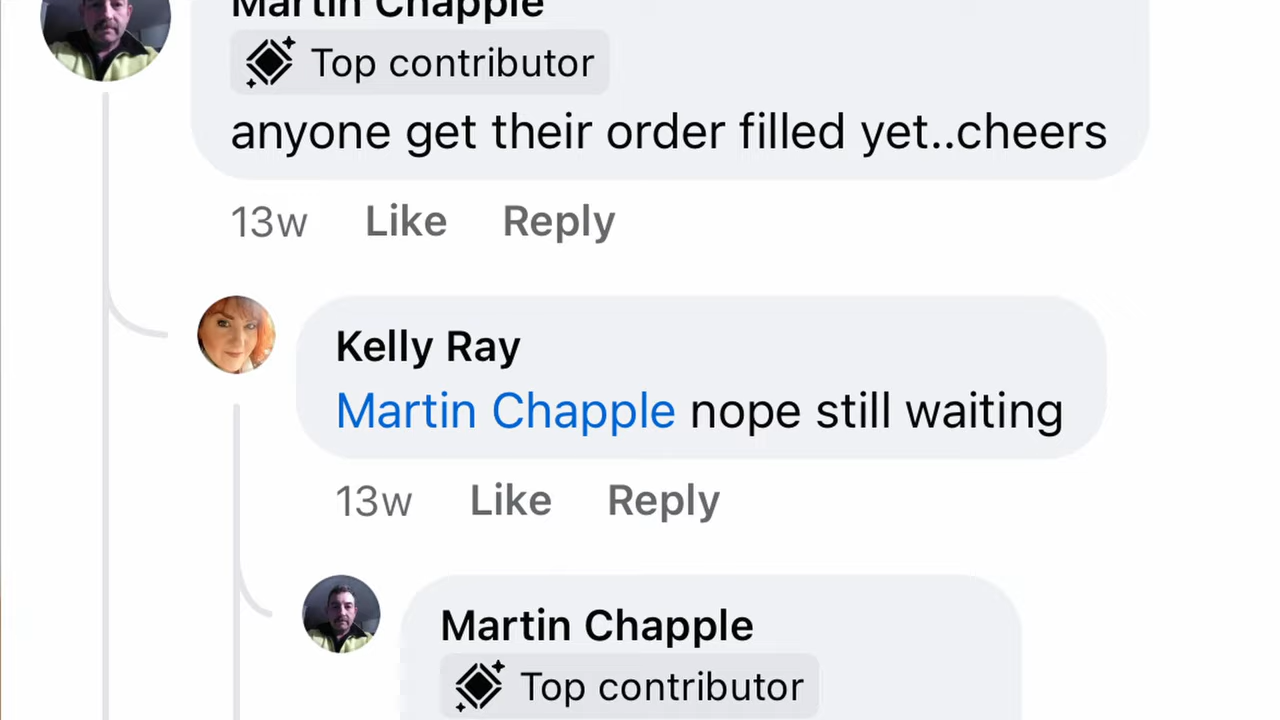 Martin Chapple
Top contributor
anyone get their order filled yet..cheers
13w Like Reply
Kelly Ray
Martin Chapple nope still waiting
13w Like Reply
Martin Chapple
Top contributor